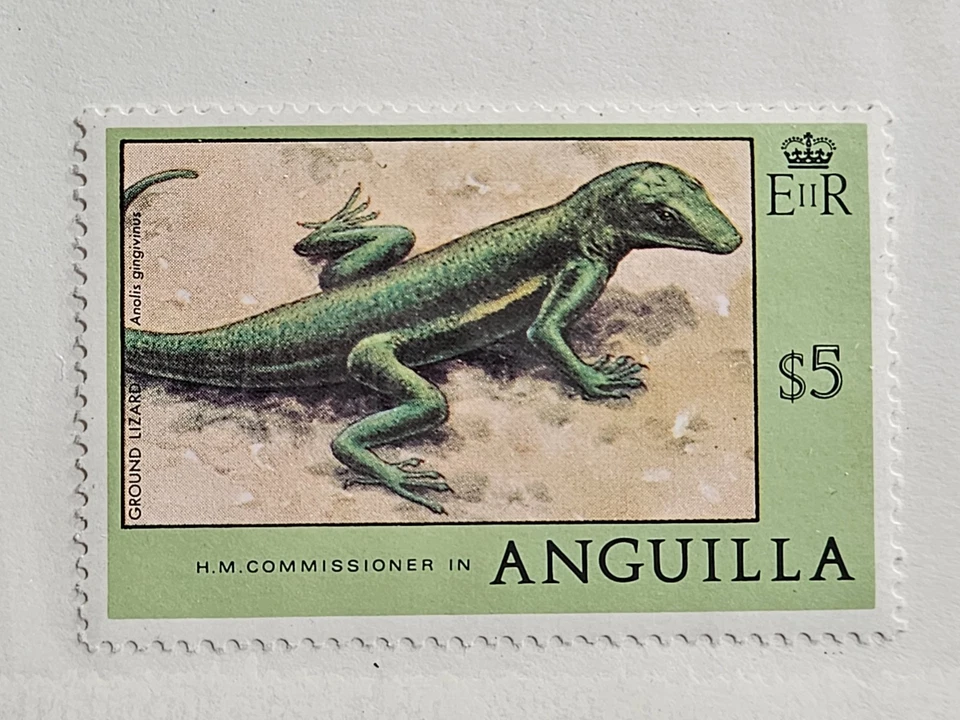 EIIR
$5
GROUND LIZARD Anolis gingivinus
H.M.COMMISSIONER IN ANGUILLA